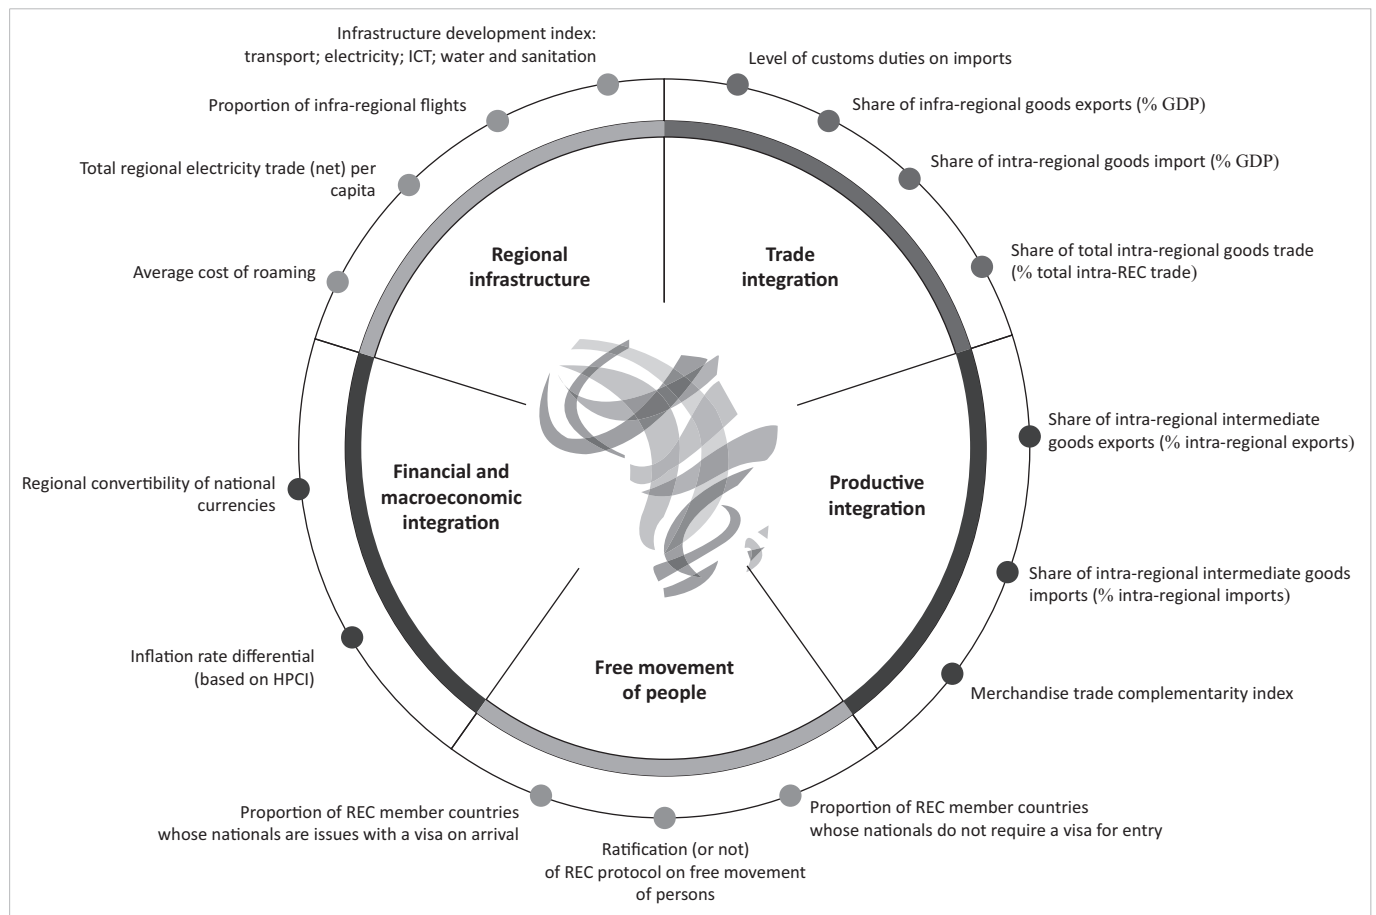 Infrastructure development index:
transport; electricity; ICT; water and sanitation
Level of customs duties on imports
Proportion of infra-regional flights
Share of infra-regional goods exports (% GDP)
Total regional electricity trade (net) per
capita
Share of intra-regional goods import (% GDP)
Average cost of roaming
Share of total intra-regional goods trade
(% total intra-REC trade)
Regional
infrastructure
Trade
integration
Share of intra-regional intermediate
goods exports (% intra-regional exports)
Regional convertibility of national
currencies
Financial and
macroeconomic
integration
Productive
integration
Share of intra-regional intermediate goods
imports (% intra-regional imports)
Inflation rate differential
(based on HPCI)
Free movement
of people
Merchandise trade complementarity index
Proportion of REC member countries
whose nationals are issues with a visa on arrival
Ratification (or not)
of REC protocol on free movement
of persons
Proportion of REC member countries
whose nationals do not require a visa for entry